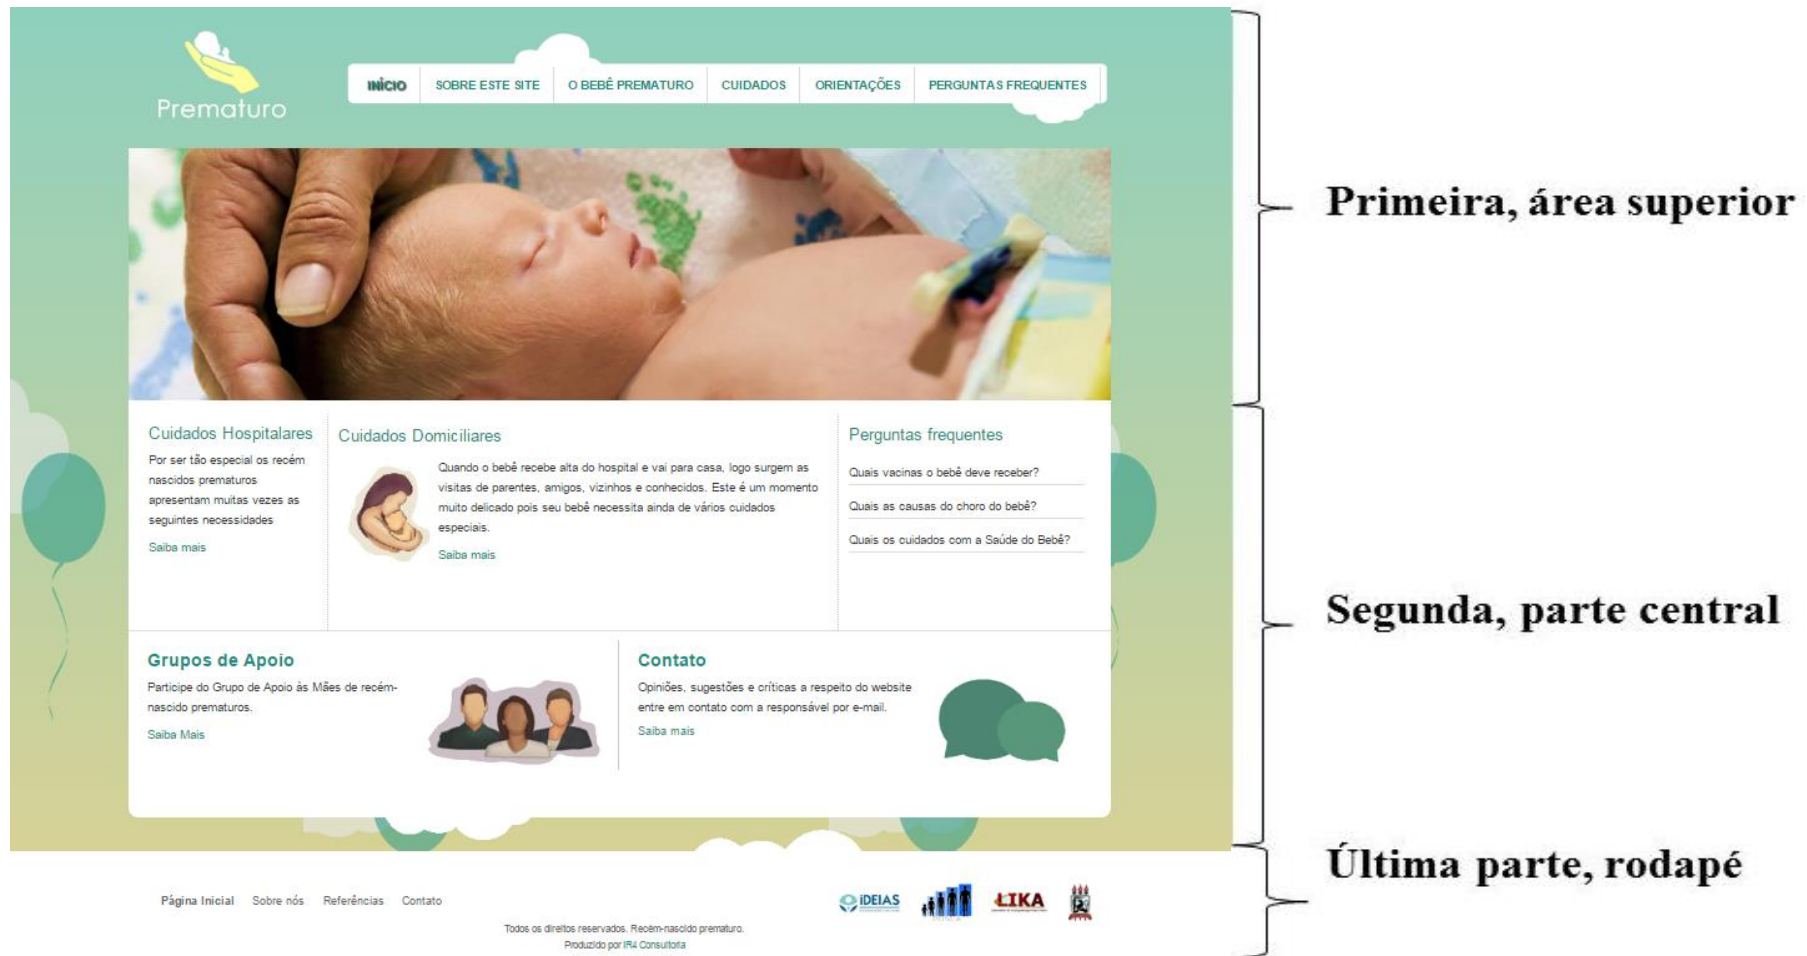 Prematuro
INÍCIO
SOBRE ESTE SITE
O BEBÊ PREMATURO
CUIDADOS
ORIENTAÇÕES
PERGUNTAS FREQUENTES
Primeira, área superior
Cuidados Hospitalares
Por ser tão especial os recém
nascidos prematuros
apresentam muitas vezes as
seguintes necessidades
Saiba mais
Cuidados Domiciliares
Quando o bebê recebe alta do hospital e vai para casa, logo surgem as
visitas de parentes, amigos, vizinhos e conhecidos. Este é um momento
muito delicado pois seu bebê necessita ainda de vários cuidados
especiais.
Saiba mais
Perguntas frequentes
Quais vacinas o bebê deve receber?
Quais as causas do choro do bebê?
Quais os cuidados com a Saúde do Bebê?
Segunda, parte central
Grupos de Apoio
Participe do Grupo de Apoio às Mães de recém-
nascido prematuros.
Saiba Mais
Contato
Opiniões, sugestões e críticas a respeito do website
entre em contato com a responsável por e-mail.
Saiba mais
Última parte, rodapé
Página Inicial
Sobre nós
Referências
Contato
iDEIAS
LIKA
Todos os direitos reservados. Recém-nascido prematuro.
Produzido por IR4 Consultoria